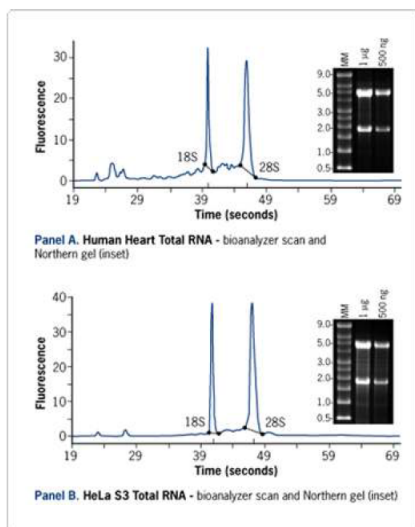 MM 1 µg 500 ng
9.0
5.0
3.0
2.0
1.0
0.5
Fluorescence
30
20
10
0
18S
28S
19 29 39 49 59 69
Time (seconds)
Panel A. Human Heart Total RNA - bioanalyzer scan and
Northern gel (inset)
MM 1 µg 500 ng
9.0
5.0
3.0
2.0
1.0
0.5
Fluorescence
40
30
20
10
0
18S
28S
19 29 39 49 59 69
Time (seconds)
Panel B. HeLa S3 Total RNA - bioanalyzer scan and Northern gel (inset)